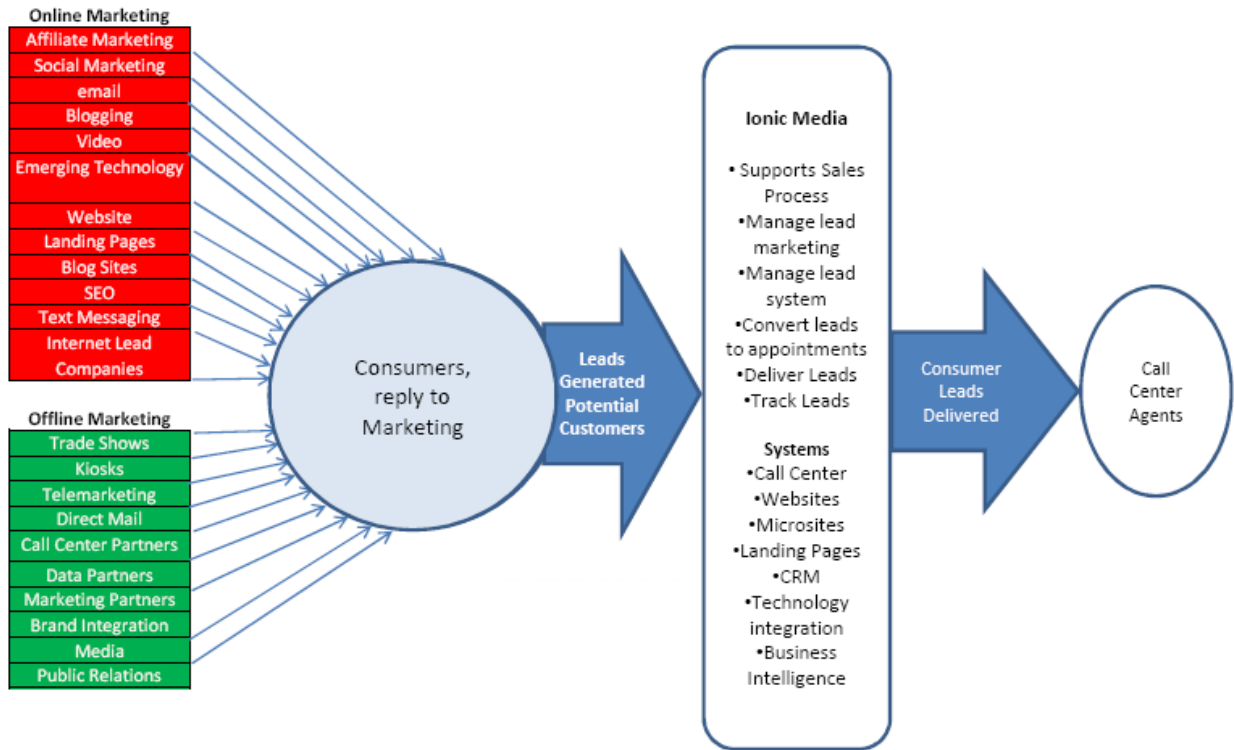 Online Marketing
Affiliate Marketing
Social Marketing
email
Blogging
Video
Emerging Technology
Website
Landing Pages
Blog Sites
SEO
Text Messaging
Internet Lead
Companies
Offline Marketing
Trade Shows
Kiosks
Telemarketing
Direct Mail
Call Center Partners
Data Partners
Marketing Partners
Brand Integration
Media
Public Relations
Consumers,
reply to
Marketing
Leads
Generated
Potential
Customers
Ionic Media
•Supports Sales
Process
•Manage lead
marketing
•Manage lead
system
•Convert leads
to appointments
•Deliver Leads
•Track Leads
Systems
•Call Center
•Websites
•Microsites
•Landing Pages
•CRM
•Technology
integration
•Business
Intelligence
Consumer
Leads
Delivered
Call
Center
Agents